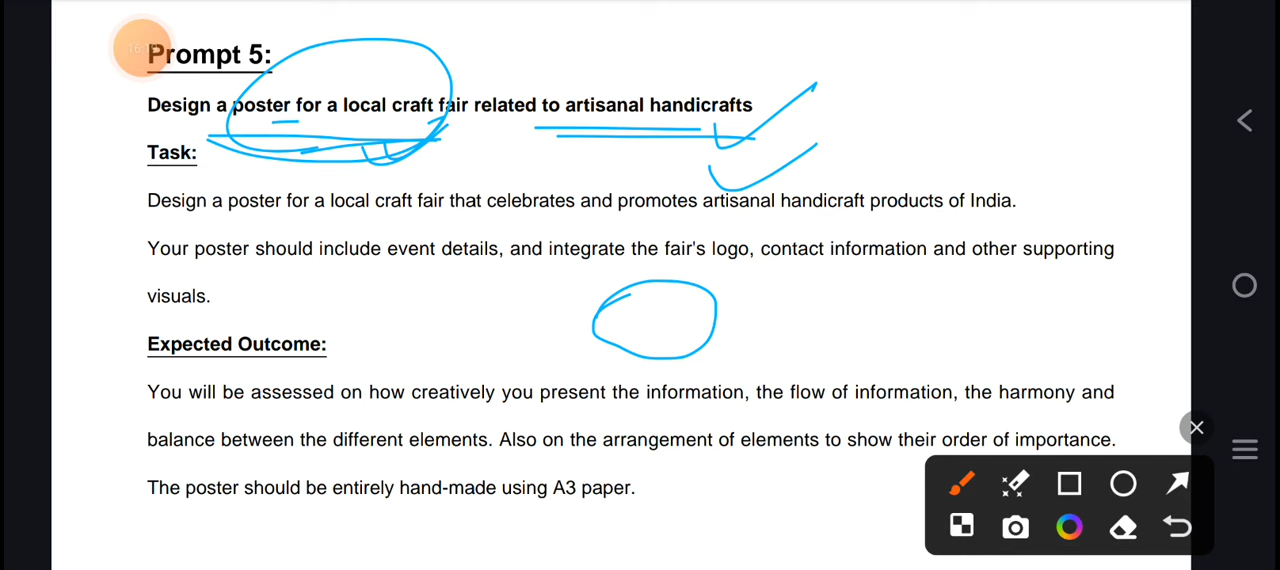 Prompt 5:
Design a poster for a local craft fair related to artisanal handicrafts
Task:
Design a poster for a local craft fair that celebrates and promotes artisanal handicraft products of India.
Your poster should include event details, and integrate the fair's logo, contact information and other supporting
visuals.
Expected Outcome:
You will be assessed on how creatively you present the information, the flow of information, the harmony and
balance between the different elements. Also on the arrangement of elements to show their order of importance.
The poster should be entirely hand-made using A3 paper.